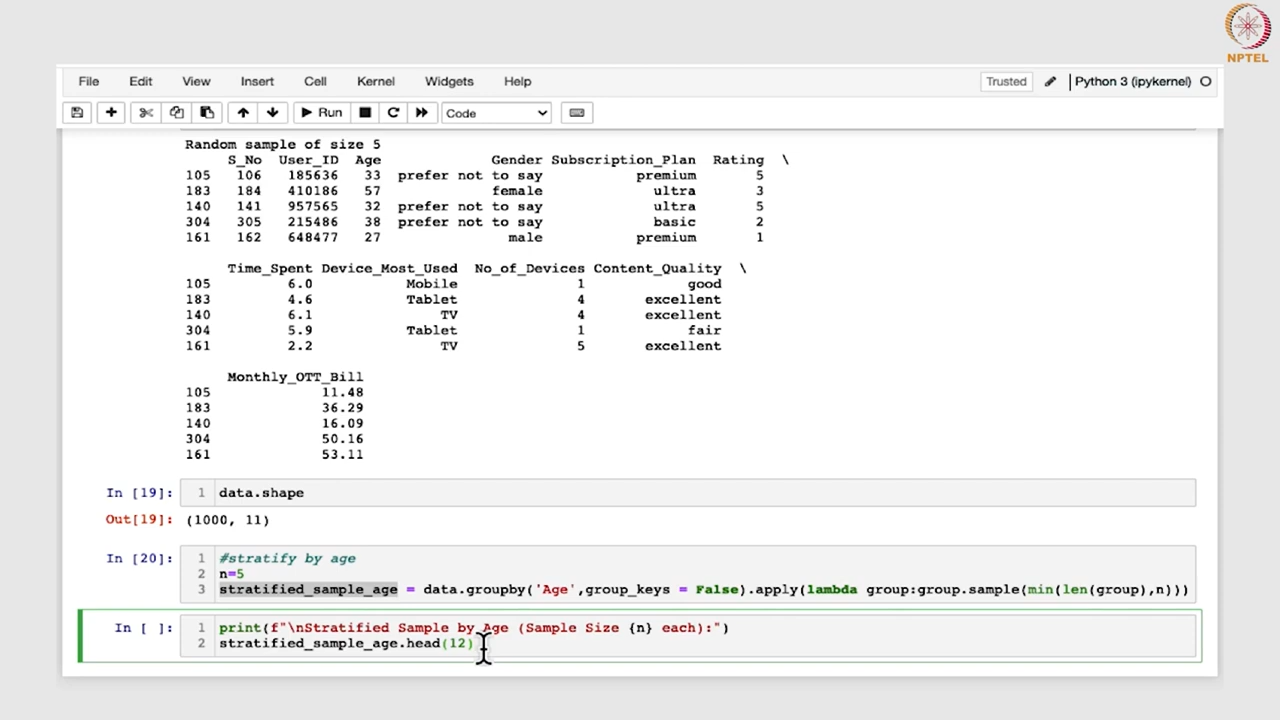 NPTEL
File Edit View Insert Cell Kernel Widgets Help Trusted Python 3 (ipykernel)
Run Code
Random sample of size 5
S_No User_ID Age Gender Subscription_Plan Rating \
105 106 185636 33 prefer not to say premium 5
183 184 410186 57 female ultra 3
140 141 957565 32 prefer not to say ultra 5
304 305 215486 38 prefer not to say basic 2
161 162 648477 27 male premium 1
Time_Spent Device_Most_Used No_of_Devices Content_Quality \
105 6.0 Mobile 1 good
183 4.6 Tablet 4 excellent
140 6.1 TV 4 excellent
304 5.9 Tablet 1 fair
161 2.2 TV 5 excellent
Monthly_OTT_Bill
105 11.48
183 36.29
140 16.09
304 50.16
161 53.11
In [19]: 1 data.shape
Out[19]: (1000, 11)
In [20]: 1 #stratify by age
2 n=5
3 stratified_sample_age = data.groupby('Age',group_keys = False).apply(lambda group:group.sample(min(len(group),n)))
In [ ]: 1 print(f"\nStratified Sample by Age (Sample Size {n} each):")
2 stratified_sample_age.head(12)